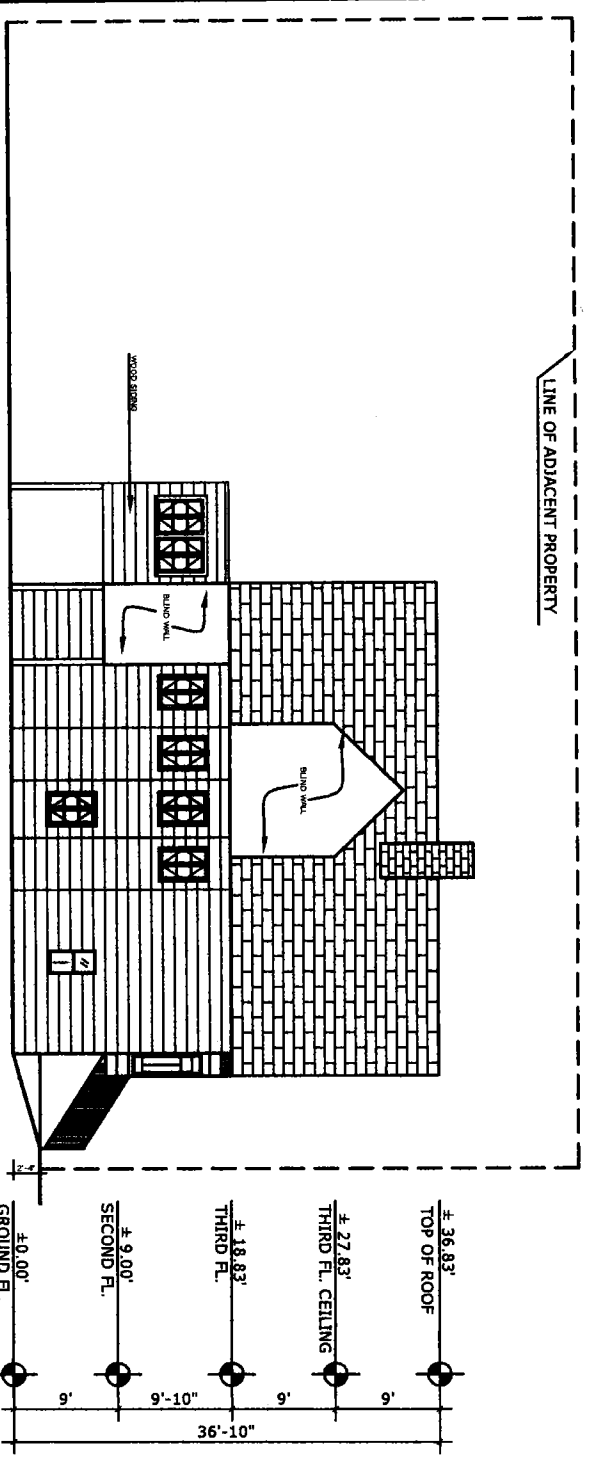 LINE OF ADJACENT PROPERTY
WOOD SIDING
BLIND WALL
BLIND WALL
± 36.83'
TOP OF ROOF
± 27.83'
THIRD FL. CEILING
± 18.83'
THIRD FL.
± 9.00'
SECOND FL.
±0.00'
GROUND FL.
9'
9'-10"
9'
9'
36'-10"
2'-4"